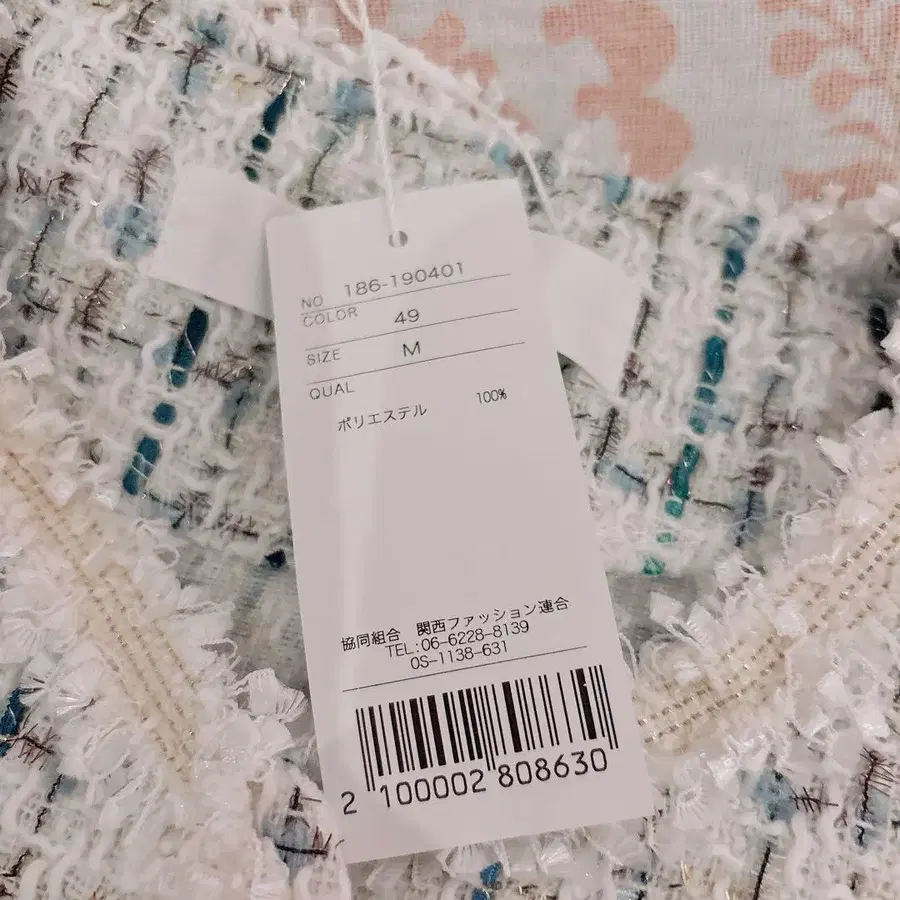 NO 186-190401
COLOR 49
SIZE M
QUAL
ポリエステル 100%
協同組合 関西ファッション連合
TEL:06-6228-8139
OS-1138-631
2 100002 808630